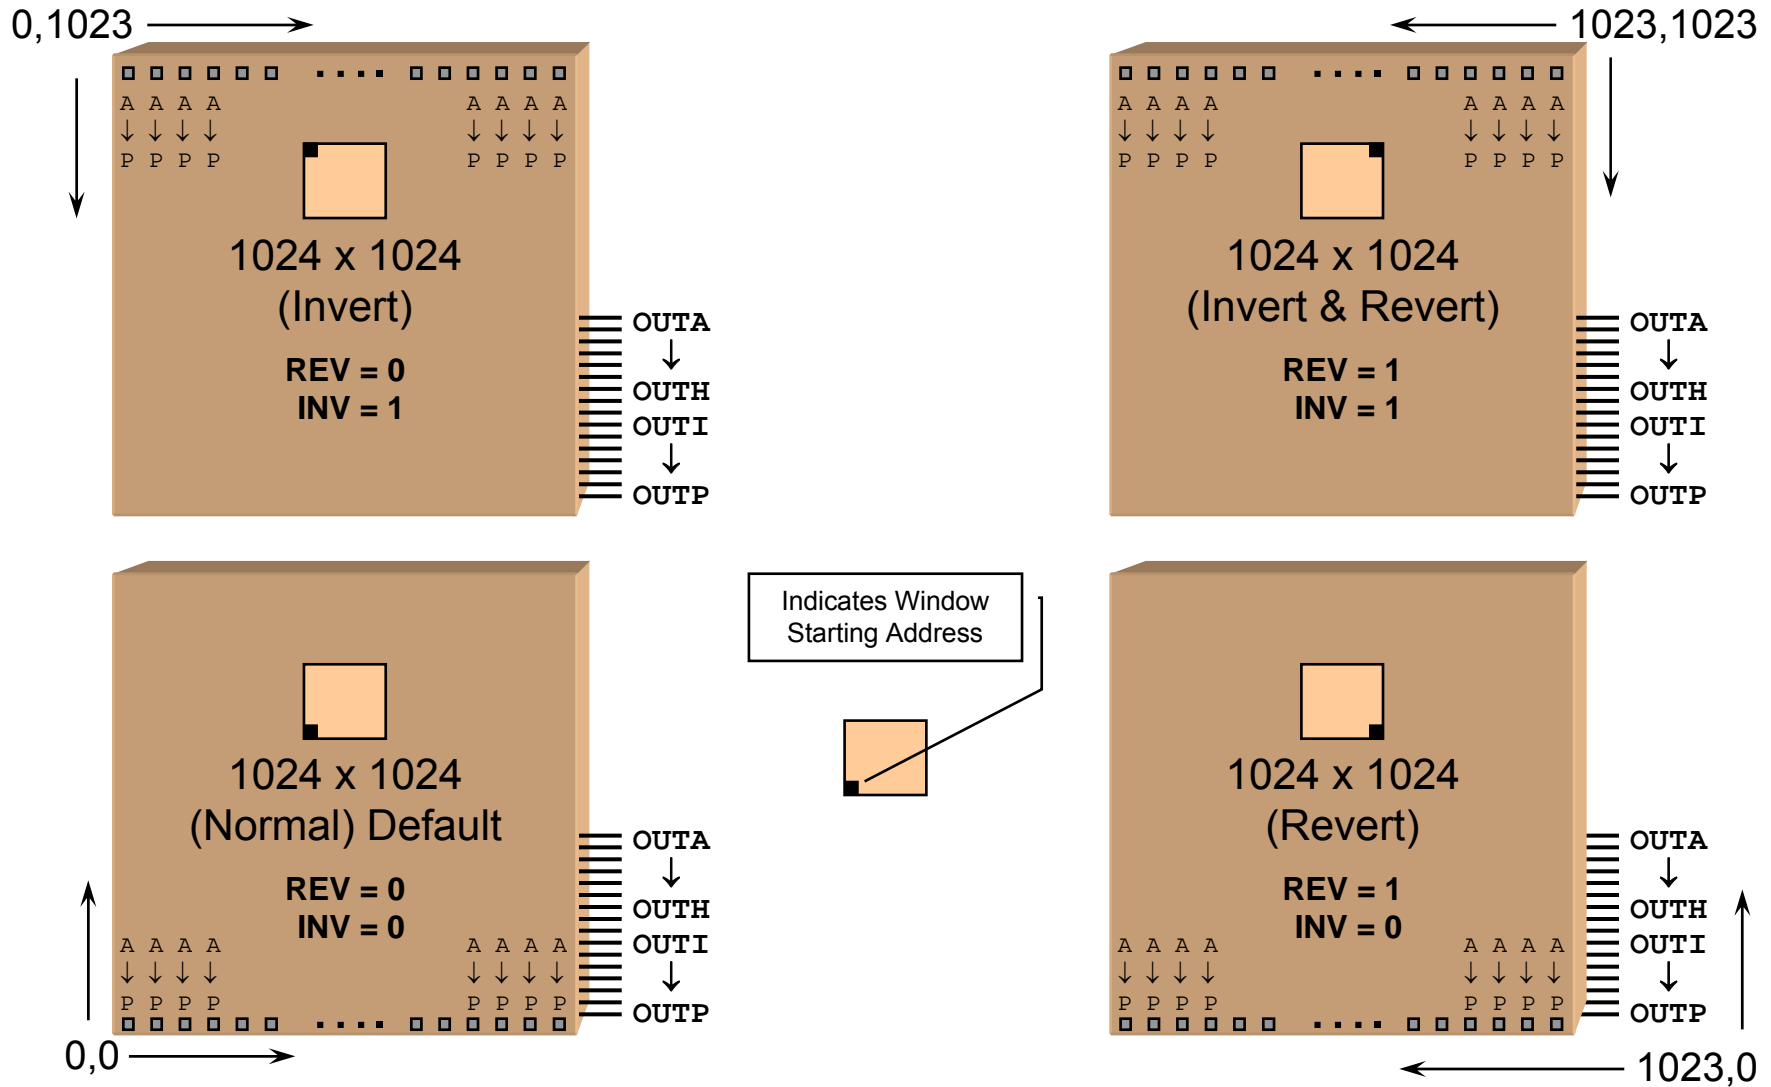 0,1023
A A A A A A A A
↓ ↓ ↓ ↓ ↓ ↓ ↓ ↓
P P P P P P P P
1024 x 1024
(Invert)
REV = 0
INV = 1
OUTA
↓
OUTH
OUTI
↓
OUTP
1023,1023
A A A A A A A A
↓ ↓ ↓ ↓ ↓ ↓ ↓ ↓
P P P P P P P P
1024 x 1024
(Invert & Revert)
REV = 1
INV = 1
OUTA
↓
OUTH
OUTI
↓
OUTP
1024 x 1024
(Normal) Default
REV = 0
INV = 0
A A A A A A A A
↓ ↓ ↓ ↓ ↓ ↓ ↓ ↓
P P P P P P P P
OUTA
↓
OUTH
OUTI
↓
OUTP
0,0
Indicates Window
Starting Address
1024 x 1024
(Revert)
REV = 1
INV = 0
A A A A A A A A
↓ ↓ ↓ ↓ ↓ ↓ ↓ ↓
P P P P P P P P
OUTA
↓
OUTH
OUTI
↓
OUTP
1023,0